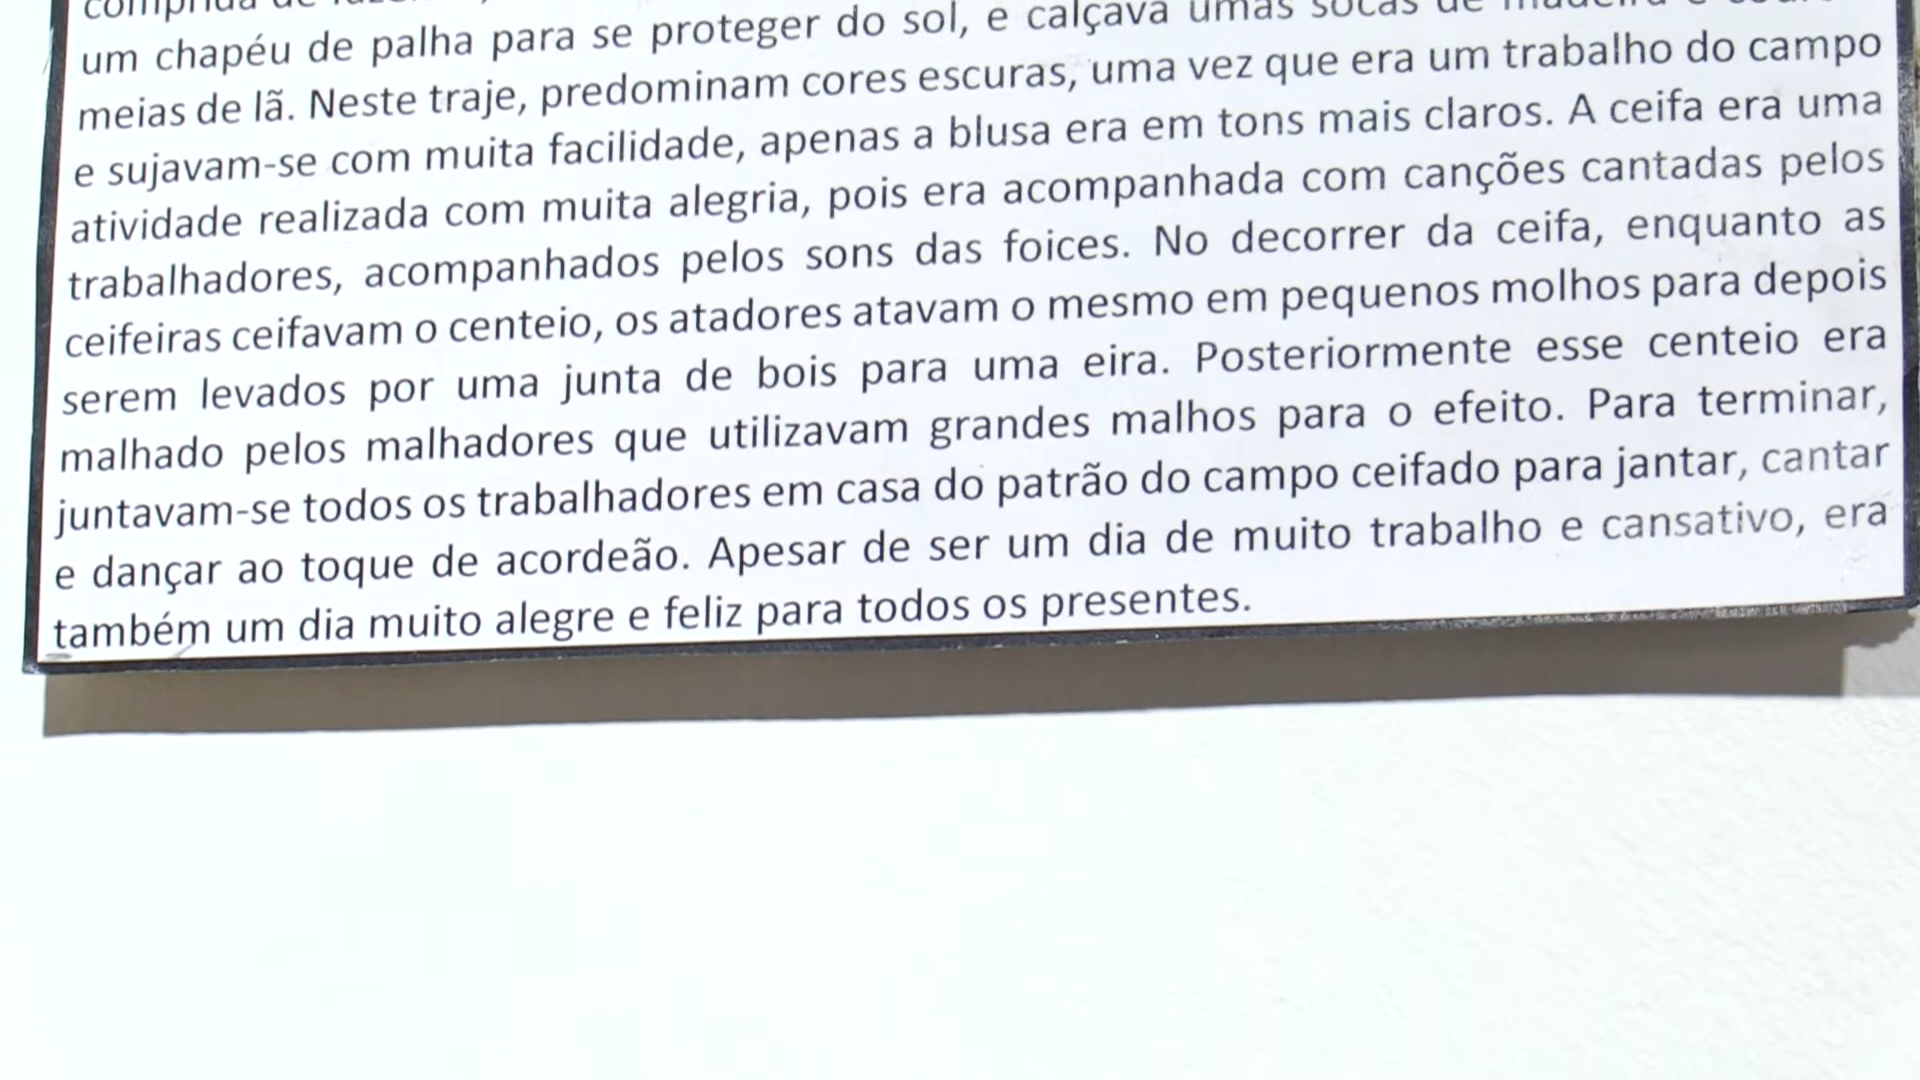 comprida de
um chapéu de palha para se proteger do sol, e calçava umas socas de madeira e
meias de lã. Neste traje, predominam cores escuras, uma vez que era um trabalho do campo
e sujavam-se com muita facilidade, apenas a blusa era em tons mais claros. A ceifa era uma
atividade realizada com muita alegria, pois era acompanhada com canções cantadas pelos
trabalhadores, acompanhados pelos sons das foices. No decorrer da ceifa, enquanto as
ceifeiras ceifavam o centeio, os atadores atavam o mesmo em pequenos molhos para depois
serem levados por uma junta de bois para uma eira. Posteriormente esse centeio era
malhado pelos malhadores que utilizavam grandes malhos para o efeito. Para terminar,
juntavam-se todos os trabalhadores em casa do patrão do campo ceifado para jantar, cantar
e dançar ao toque de acordeão. Apesar de ser um dia de muito trabalho e cansativo, era
também um dia muito alegre e feliz para todos os presentes.